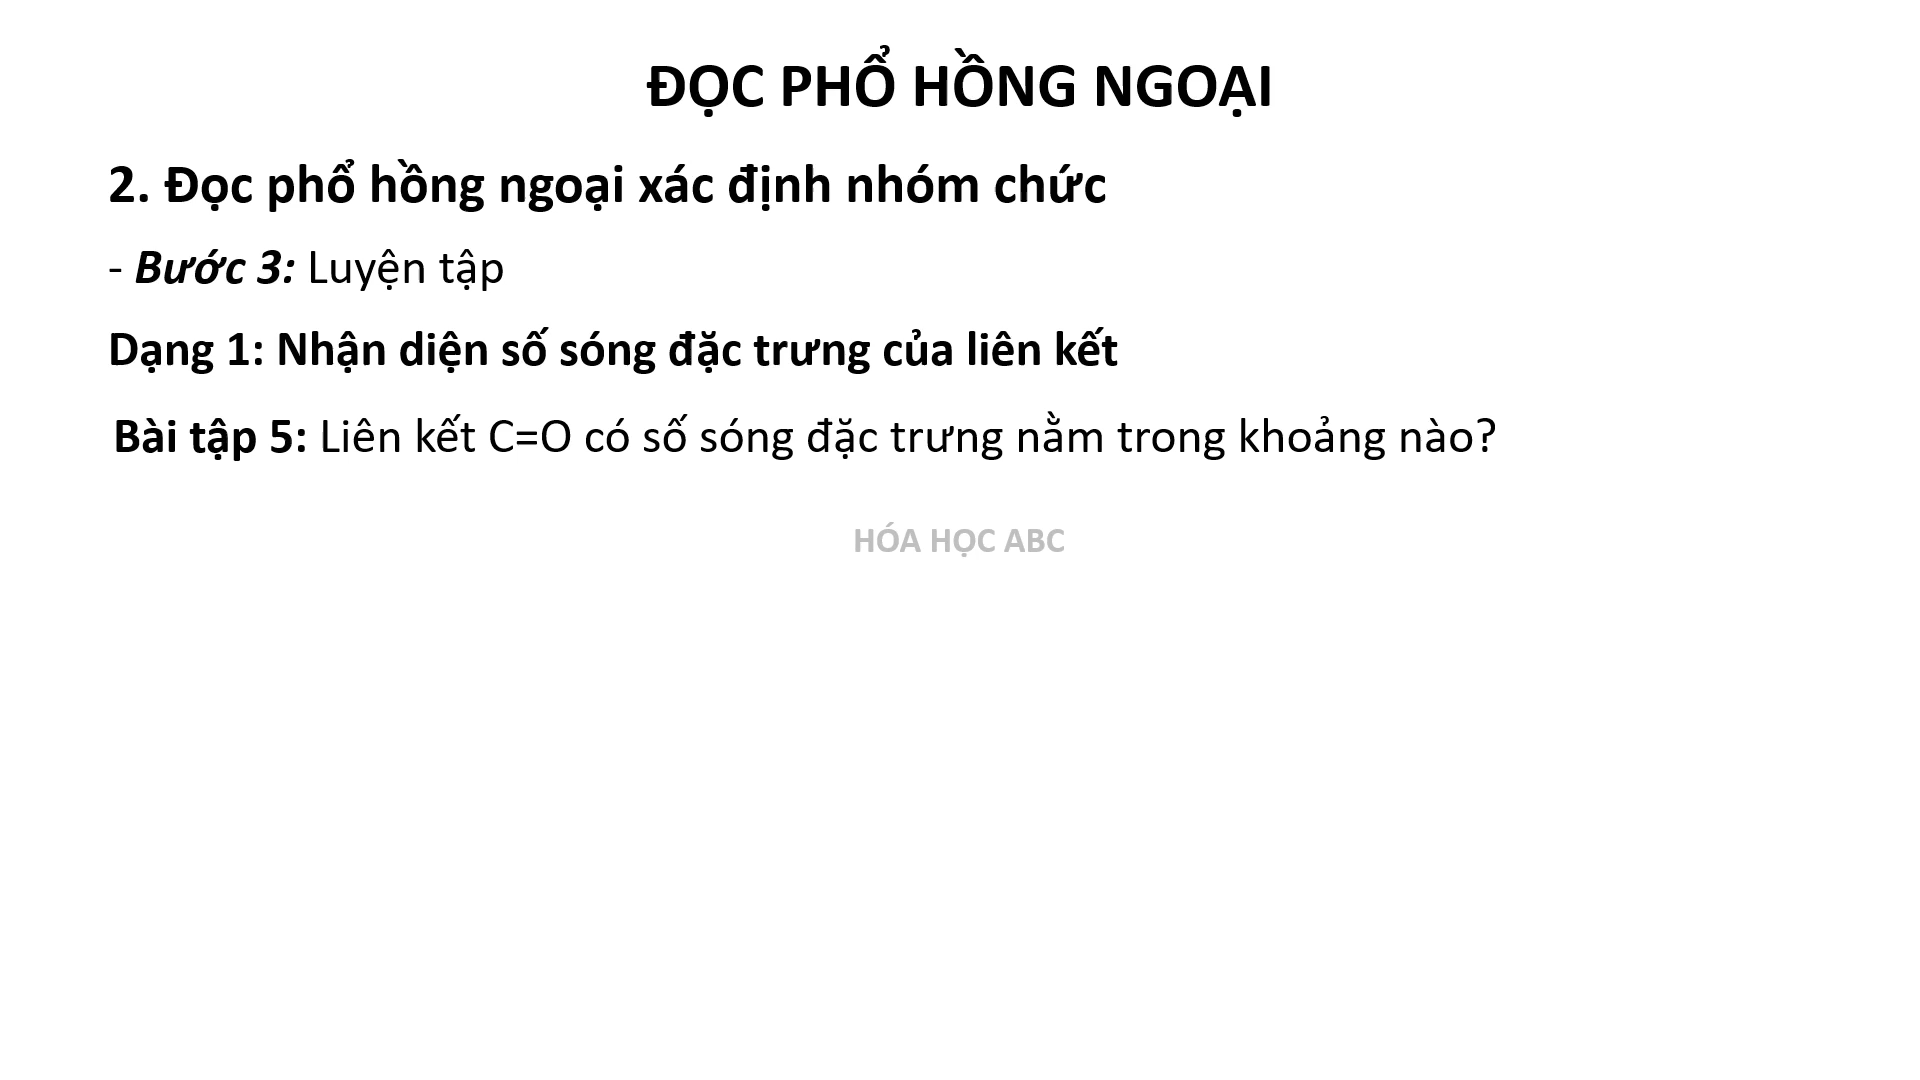 ĐỌC PHỔ HỒNG NGOẠI
2. Đọc phổ hồng ngoại xác định nhóm chức
- Bước 3: Luyện tập
Dạng 1: Nhận diện số sóng đặc trưng của liên kết
Bài tập 5: Liên kết C=O có số sóng đặc trưng nằm trong khoảng nào?
HÓA HỌC ABC